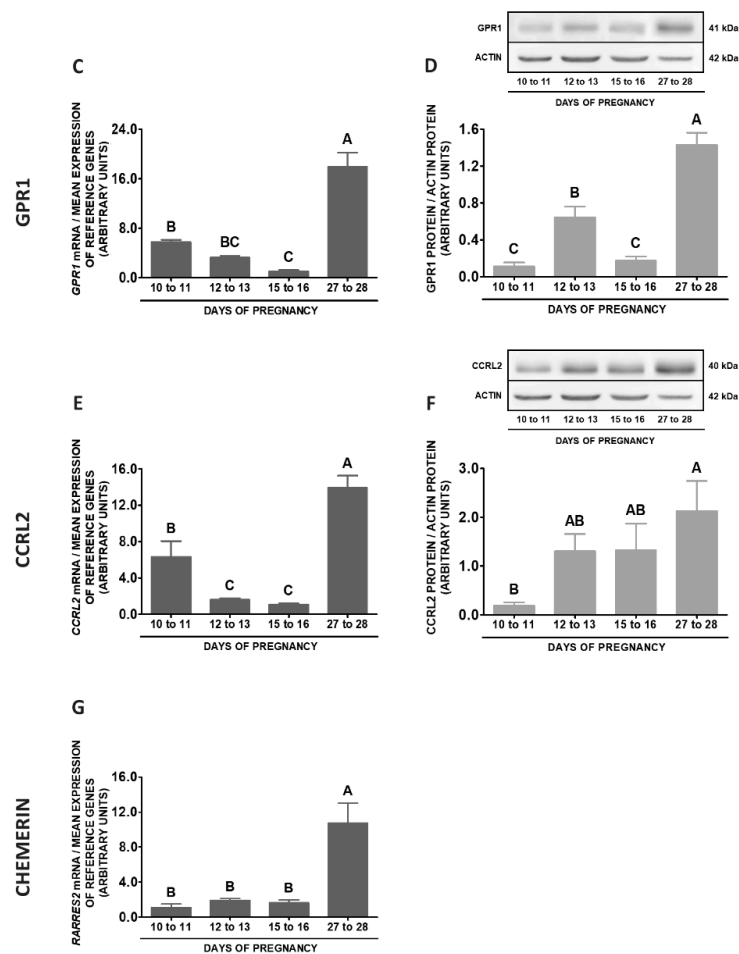 GPR1
C
GPR1 mRNA / MEAN EXPRESSION
OF REFERENCE GENES
(ARBITRARY UNITS)
24.0
16.0
8.0
0.0
B
BC
C
A
10 to 11 12 to 13 15 to 16 27 to 28
DAYS OF PREGNANCY
D
GPR1 41 kDa
ACTIN 42 kDa
10 to 11 12 to 13 15 to 16 27 to 28
DAYS OF PREGNANCY
GPR1 PROTEIN / ACTIN PROTEIN
(ARBITRARY UNITS)
1.6
1.2
0.8
0.4
0.0
C
B
C
A
10 to 11 12 to 13 15 to 16 27 to 28
DAYS OF PREGNANCY
CCRL2
E
CCRL2 mRNA / MEAN EXPRESSION
OF REFERENCE GENES
(ARBITRARY UNITS)
16.0
12.0
8.0
4.0
0.0
B
C
C
A
10 to 11 12 to 13 15 to 16 27 to 28
DAYS OF PREGNANCY
F
CCRL2 40 kDa
ACTIN 42 kDa
10 to 11 12 to 13 15 to 16 27 to 28
DAYS OF PREGNANCY
CCRL2 PROTEIN / ACTIN PROTEIN
(ARBITRARY UNITS)
3.0
2.0
1.0
0.0
B
AB
AB
A
10 to 11 12 to 13 15 to 16 27 to 28
DAYS OF PREGNANCY
CHEMERIN
G
RARRES2 mRNA / MEAN EXPRESSION
OF REFERENCE GENES
(ARBITRARY UNITS)
16.0
12.0
8.0
4.0
0.0
B
B
B
A
10 to 11 12 to 13 15 to 16 27 to 28
DAYS OF PREGNANCY